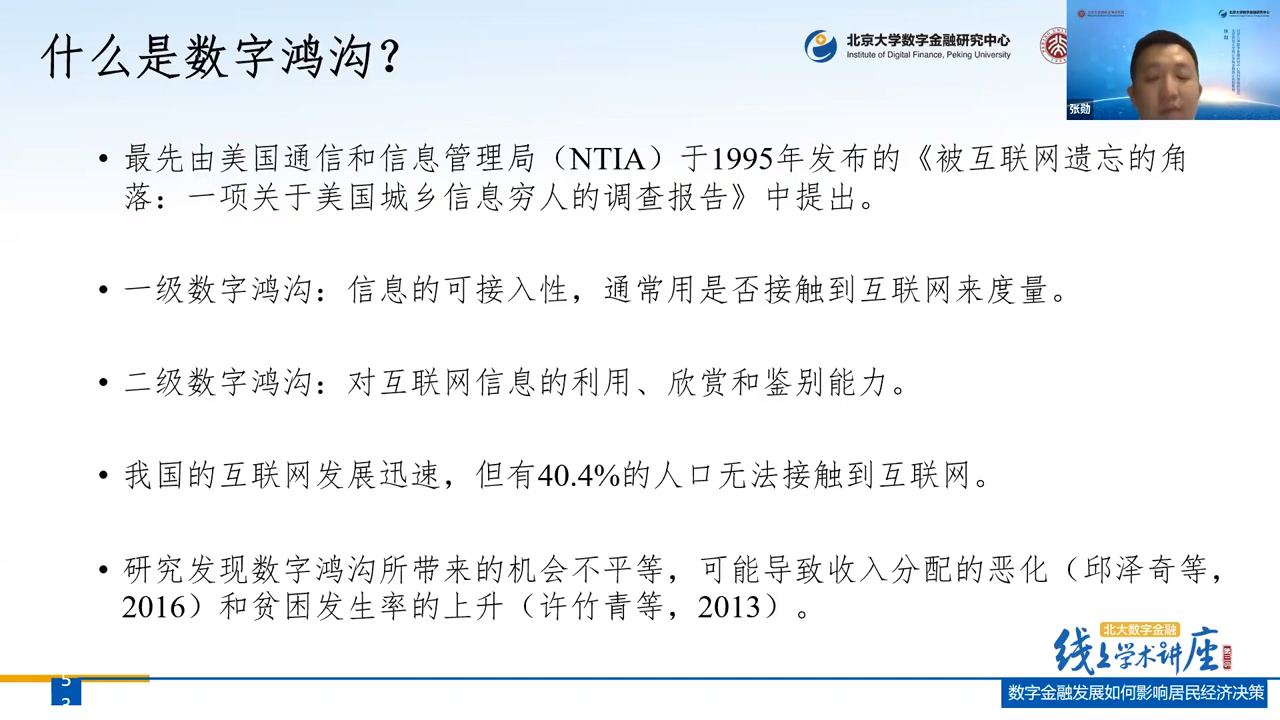 什么是数字鸿沟？
北京大学数字金融研究中心
Institute of Digital Finance, Peking University
张勋
• 最先由美国通信和信息管理局（NTIA）于1995年发布的《被互联网遗忘的角
落：一项关于美国城乡信息穷人的调查报告》中提出。
• 一级数字鸿沟：信息的可接入性，通常用是否接触到互联网来度量。
• 二级数字鸿沟：对互联网信息的利用、欣赏和鉴别能力。
• 我国的互联网发展迅速，但有40.4%的人口无法接触到互联网。
• 研究发现数字鸿沟所带来的机会不平等，可能导致收入分配的恶化（邱泽奇等，
2016）和贫困发生率的上升（许竹青等，2013）。
北大数字金融
线上学术讲座
数字金融发展如何影响居民经济决策
5
3